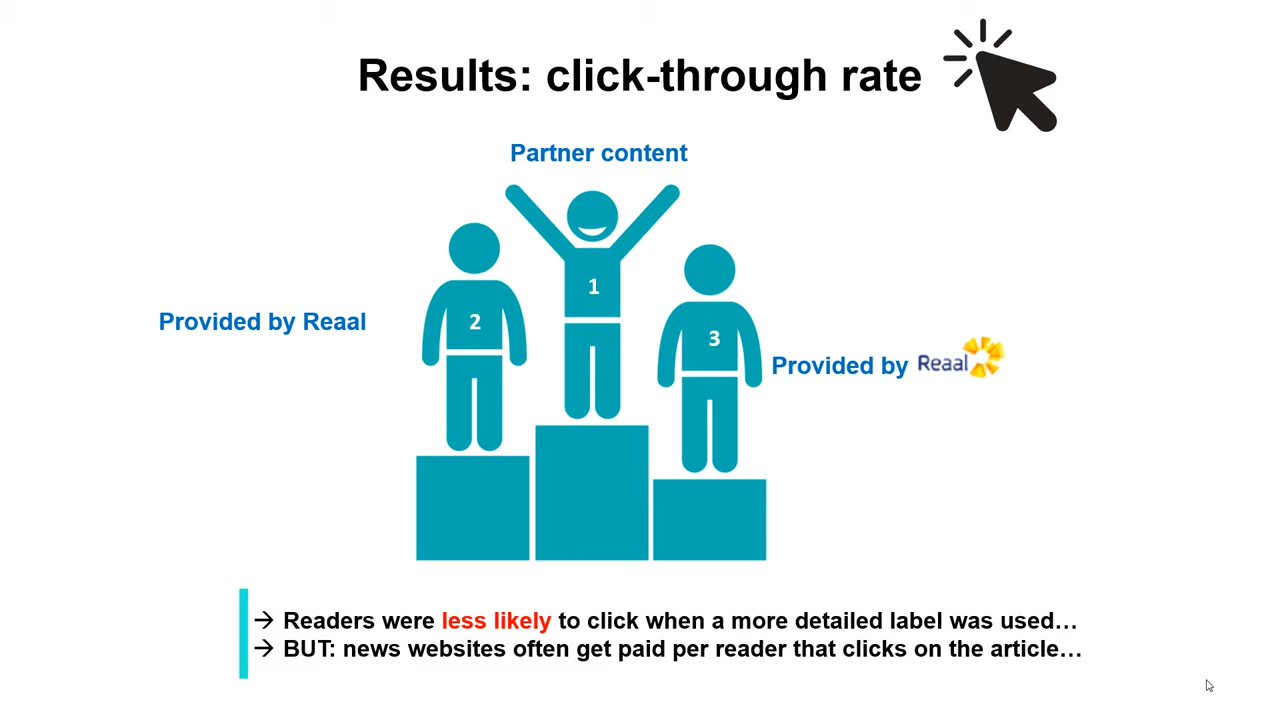 Results: click-through rate
Partner content
1
2
3
Provided by Reaal
Provided by Reaal
→ Readers were less likely to click when a more detailed label was used…
→ BUT: news websites often get paid per reader that clicks on the article…